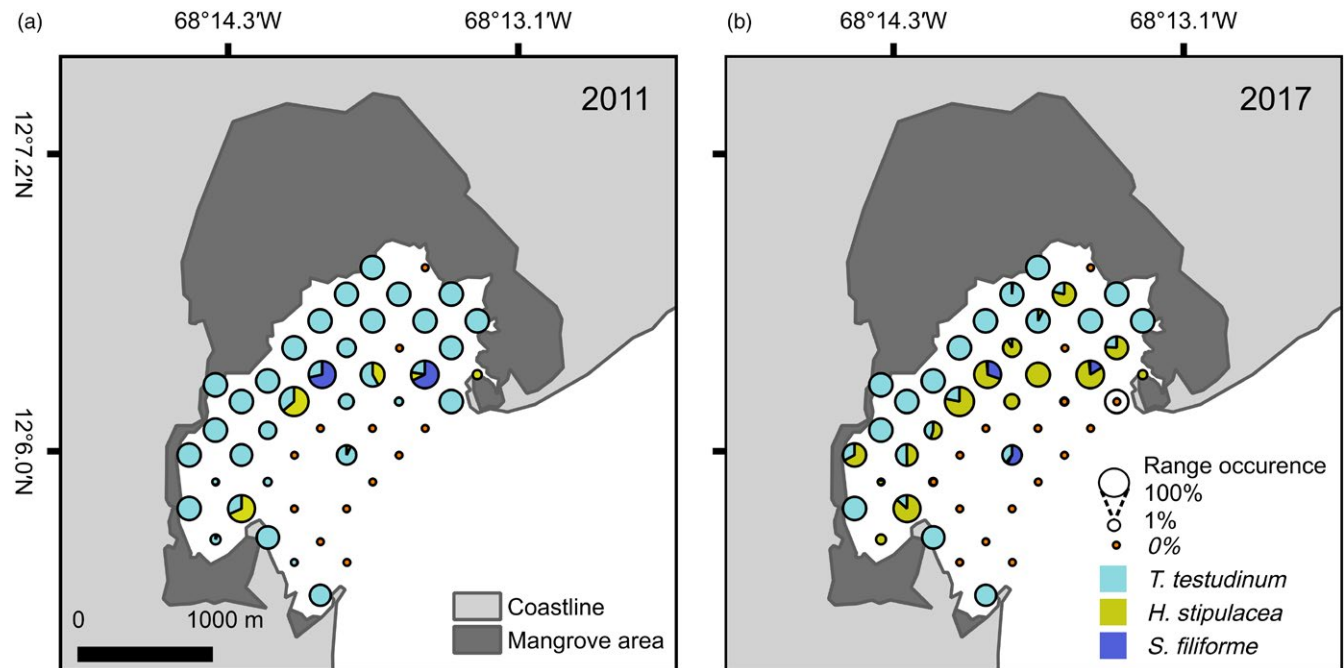 (a) 68°14.3'W 68°13.1'W
12°7.2'N
12°6.0'N
2011
0 1000 m
Coastline
Mangrove area
(b) 68°14.3'W 68°13.1'W
2017
Range occurence
100%
1%
0%
T. testudinum
H. stipulacea
S. filiforme